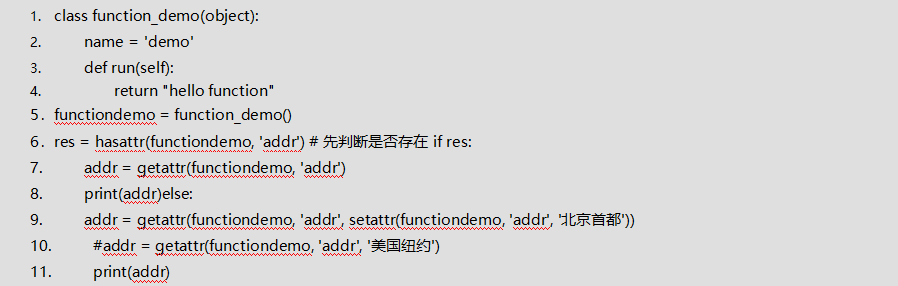 1. class function_demo(object):
2. name = 'demo'
3. def run(self):
4. return "hello function"
5. functiondemo = function_demo()
6. res = hasattr(functiondemo, 'addr') # 先判断是否存在 if res:
7. addr = getattr(functiondemo, 'addr')
8. print(addr)else:
9. addr = getattr(functiondemo, 'addr', setattr(functiondemo, 'addr', '北京首都'))
10. #addr = getattr(functiondemo, 'addr', '美国纽约')
11. print(addr)